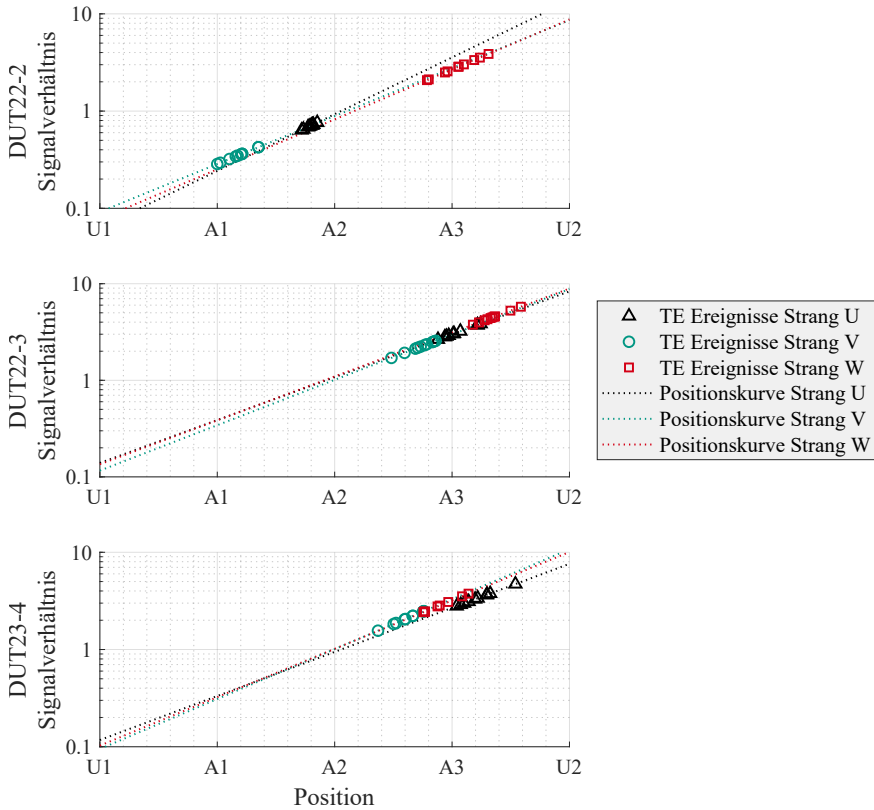 DUT22-2
Signalverhältnis
10
1
0.1
U1 A1 A2 A3 U2
DUT22-3
Signalverhältnis
10
1
0.1
U1 A1 A2 A3 U2
TE Ereignisse Strang U
TE Ereignisse Strang V
TE Ereignisse Strang W
Positionskurve Strang U
Positionskurve Strang V
Positionskurve Strang W
DUT23-4
Signalverhältnis
10
1
0.1
U1 A1 A2 A3 U2
Position